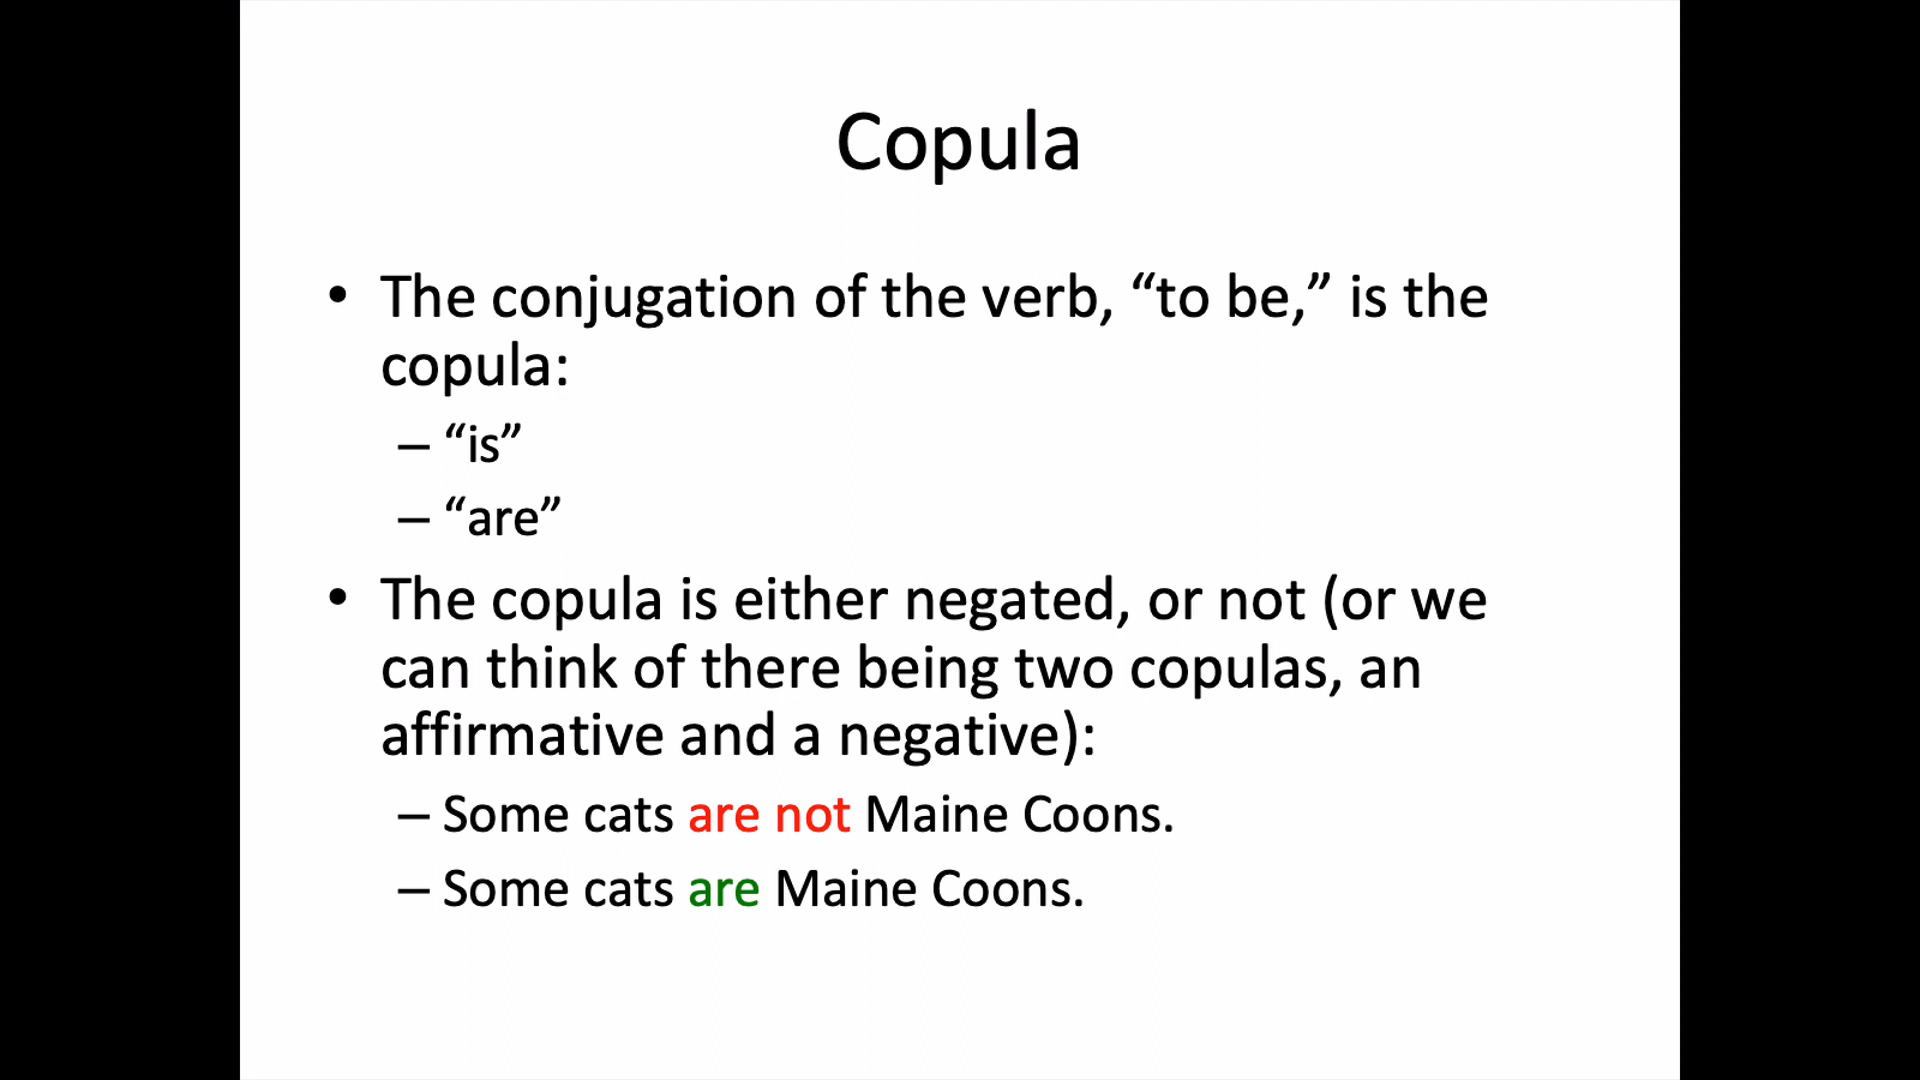 Copula
• The conjugation of the verb, “to be,” is the
copula:
– “is”
– “are”
• The copula is either negated, or not (or we
can think of there being two copulas, an
affirmative and a negative):
– Some cats are not Maine Coons.
– Some cats are Maine Coons.